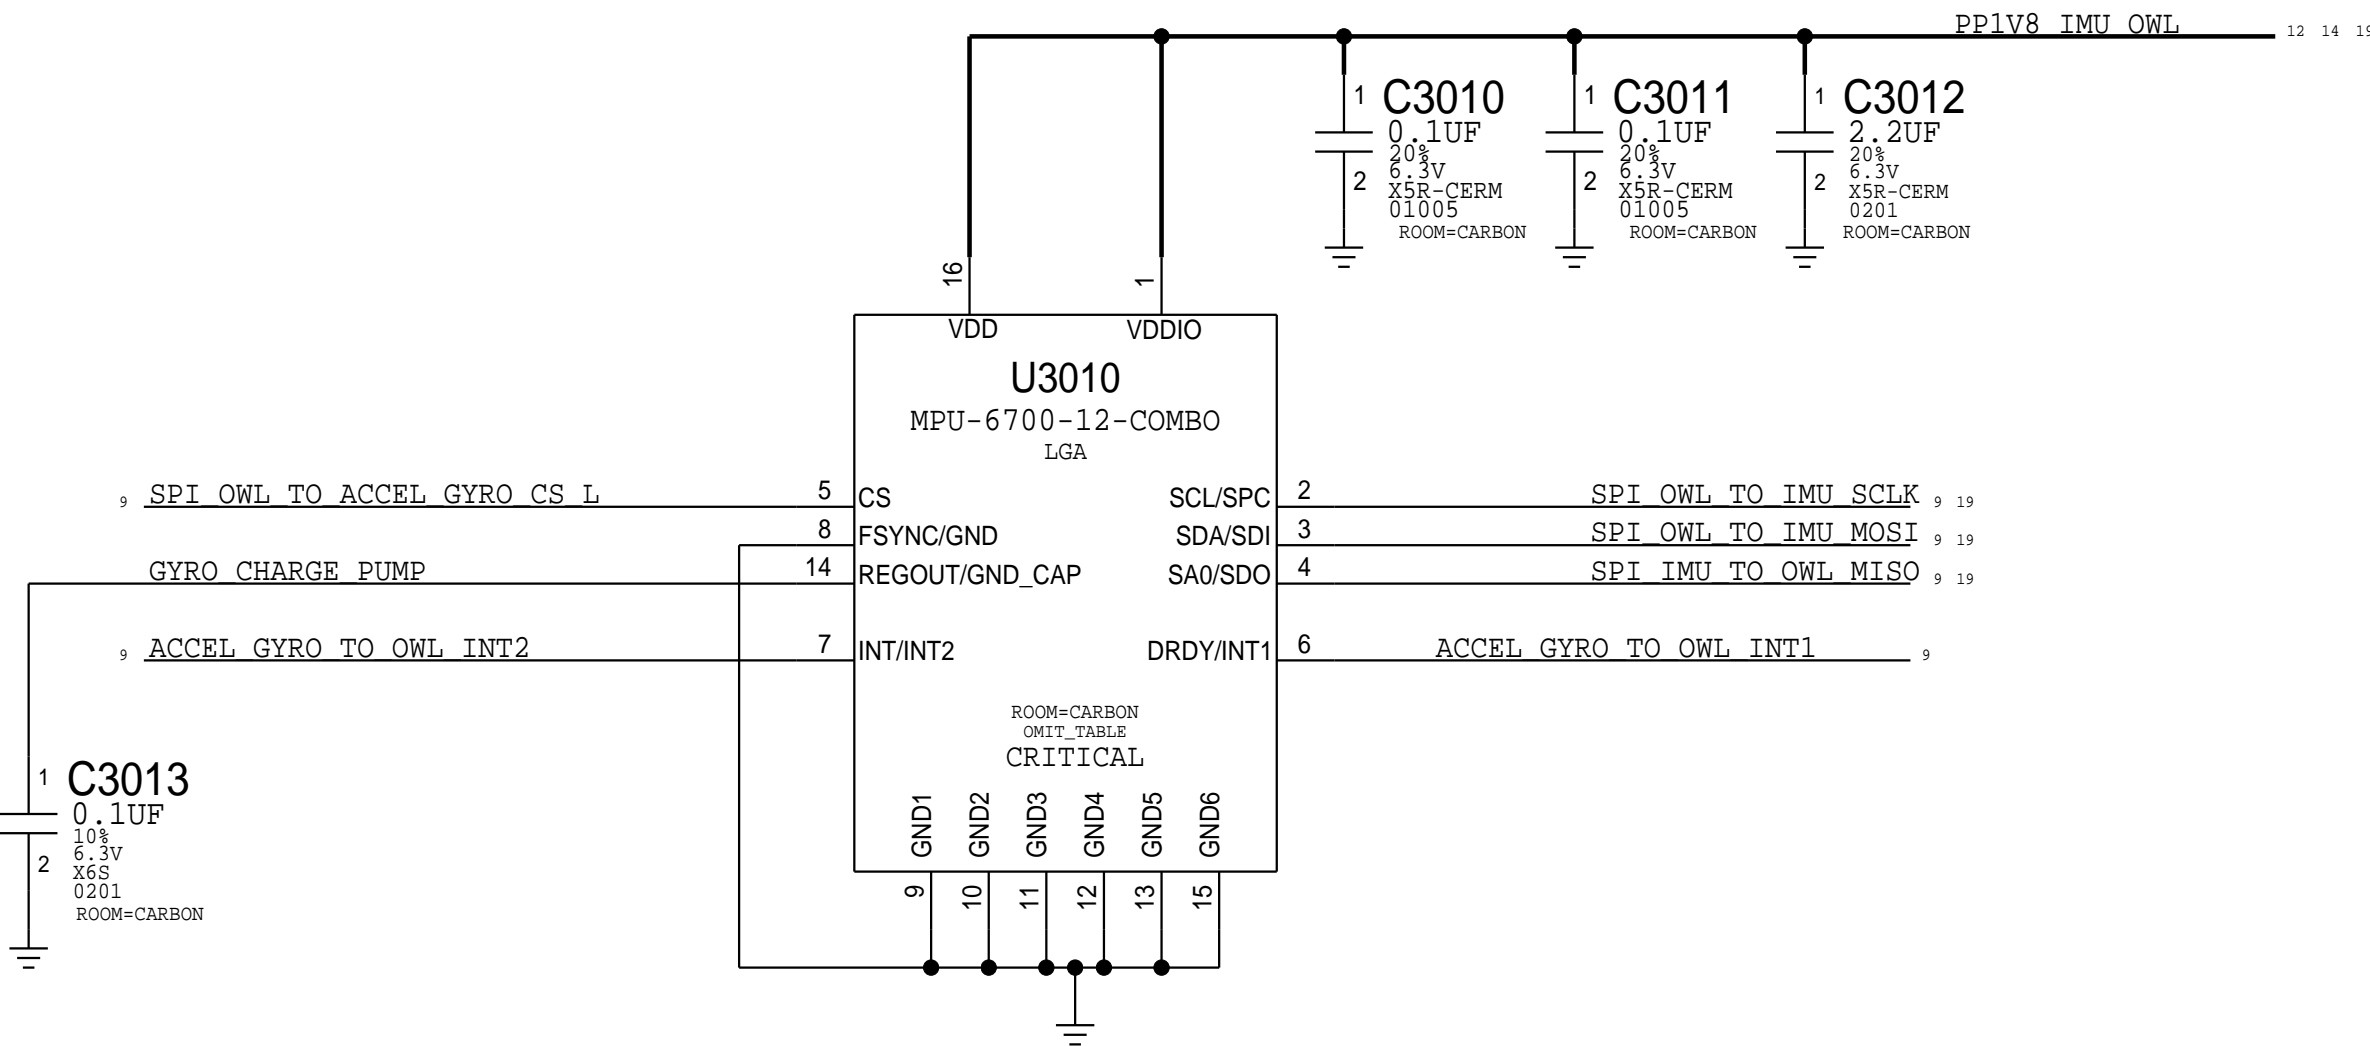 PP1V8_IMU_OWL 12 14 19
1 C3010
0.1UF
20%
6.3V
2 X5R-CERM
01005
ROOM=CARBON
1 C3011
0.1UF
20%
6.3V
2 X5R-CERM
01005
ROOM=CARBON
1 C3012
2.2UF
20%
6.3V
2 X5R-CERM
0201
ROOM=CARBON
16
1
VDD
VDDIO
U3010
MPU-6700-12-COMBO
LGA
9 SPI_OWL_TO_ACCEL_GYRO_CS_L 5 CS
8 FSYNC/GND
GYRO_CHARGE_PUMP 14 REGOUT/GND_CAP
9 ACCEL_GYRO_TO_OWL_INT2 7 INT/INT2
SCL/SPC 2 SPI_OWL_TO_IMU_SCLK 9 19
SDA/SDI 3 SPI_OWL_TO_IMU_MOSI 9 19
SA0/SDO 4 SPI_IMU_TO_OWL_MISO 9 19
DRDY/INT1 6 ACCEL_GYRO_TO_OWL_INT1 9
ROOM=CARBON
OMIT_TABLE
CRITICAL
GND1
GND2
GND3
GND4
GND5
GND6
9
10
11
12
13
15
1 C3013
0.1UF
10%
6.3V
2 X6S
0201
ROOM=CARBON